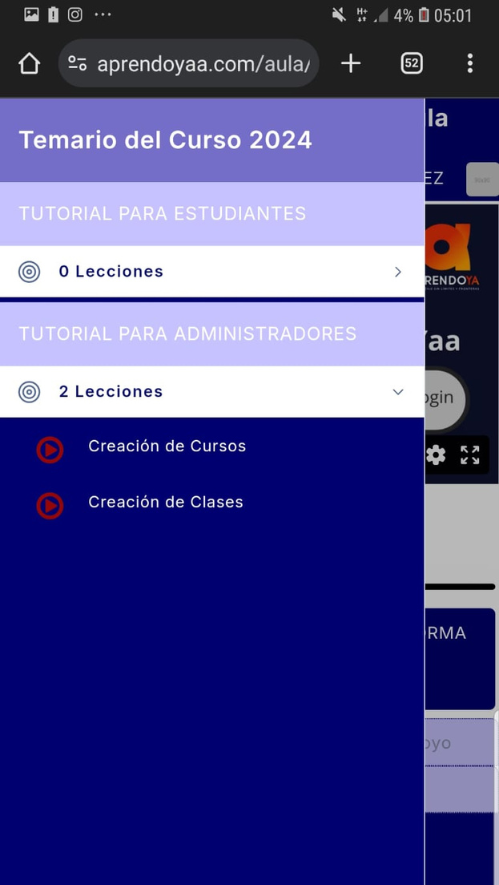 4% 05:01
aprendoyaa.com/aula/
52
Temario del Curso 2024
la
EZ
TUTORIAL PARA ESTUDIANTES
0 Lecciones
RENDOYA
TUTORIAL PARA ADMINISTRADORES
Yaa
2 Lecciones
ogin
Creación de Cursos
Creación de Clases
RMA
oyo